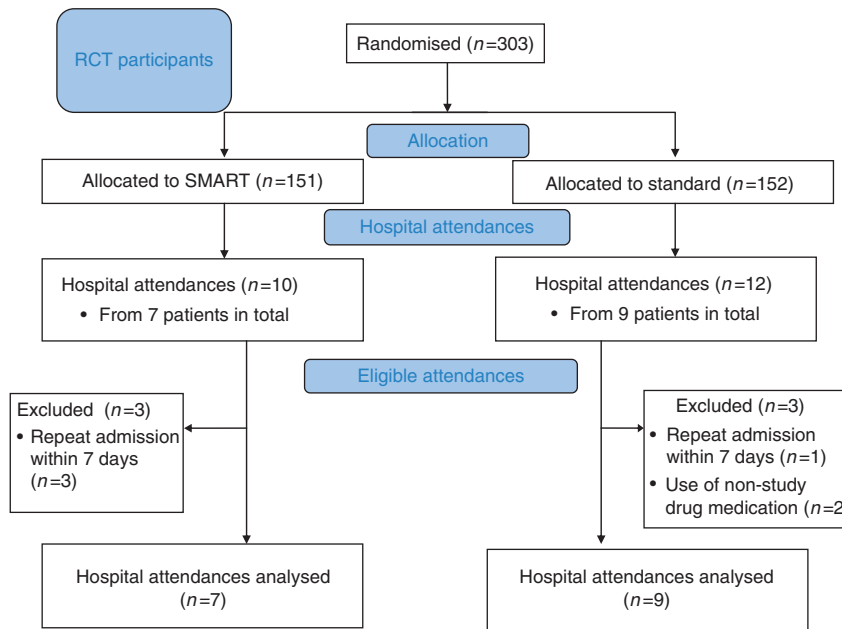 RCT participants
Randomised (n=303)
Allocation
Allocated to SMART (n=151)
Allocated to standard (n=152)
Hospital attendances
Hospital attendances (n=10)
• From 7 patients in total
Hospital attendances (n=12)
• From 9 patients in total
Eligible attendances
Excluded (n=3)
• Repeat admission
within 7 days
(n=3)
Excluded (n=3)
• Repeat admission
within 7 days (n=1)
• Use of non-study
drug medication (n=2
Hospital attendances analysed
(n=7)
Hospital attendances analysed
(n=9)